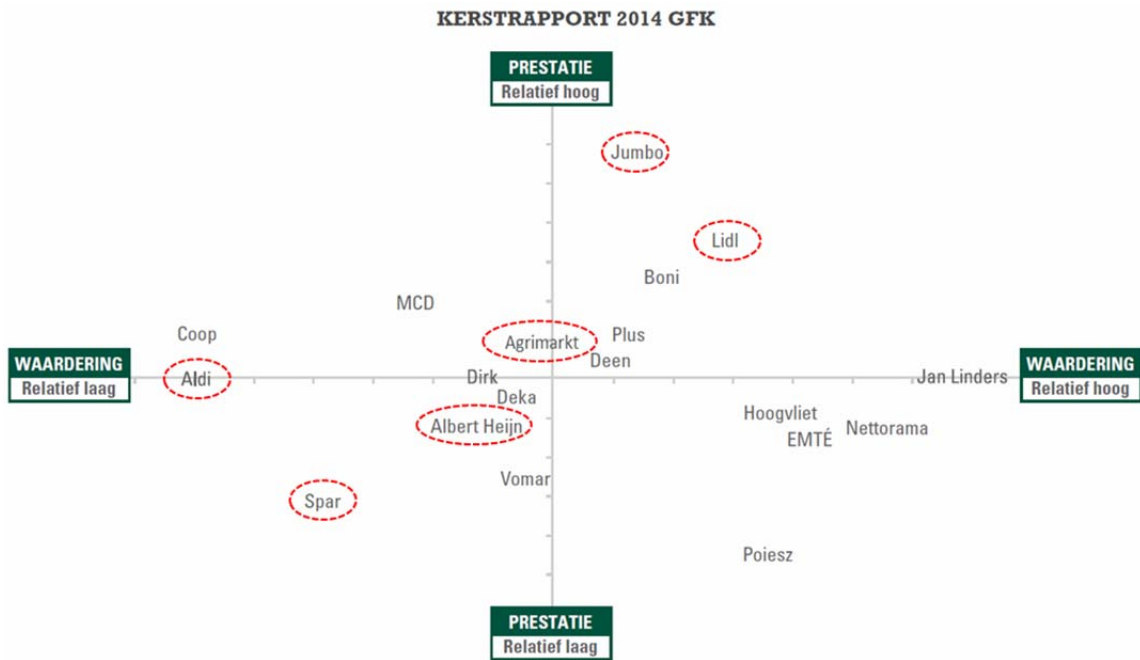 KERSTRAPPORT 2014 GFK
PRESTATIE
Relatief hoog
Jumbo
Lidl
Boni
MCD
Coop
Agrimarkt
Plus
Deen
WAARDERING
Relatief laag
Aldi
Dirk
Jan Linders
WAARDERING
Relatief hoog
Deka
Albert Heijn
Hoogvliet
Nettorama
EMTÉ
Vomar
Spar
Poiesz
PRESTATIE
Relatief laag